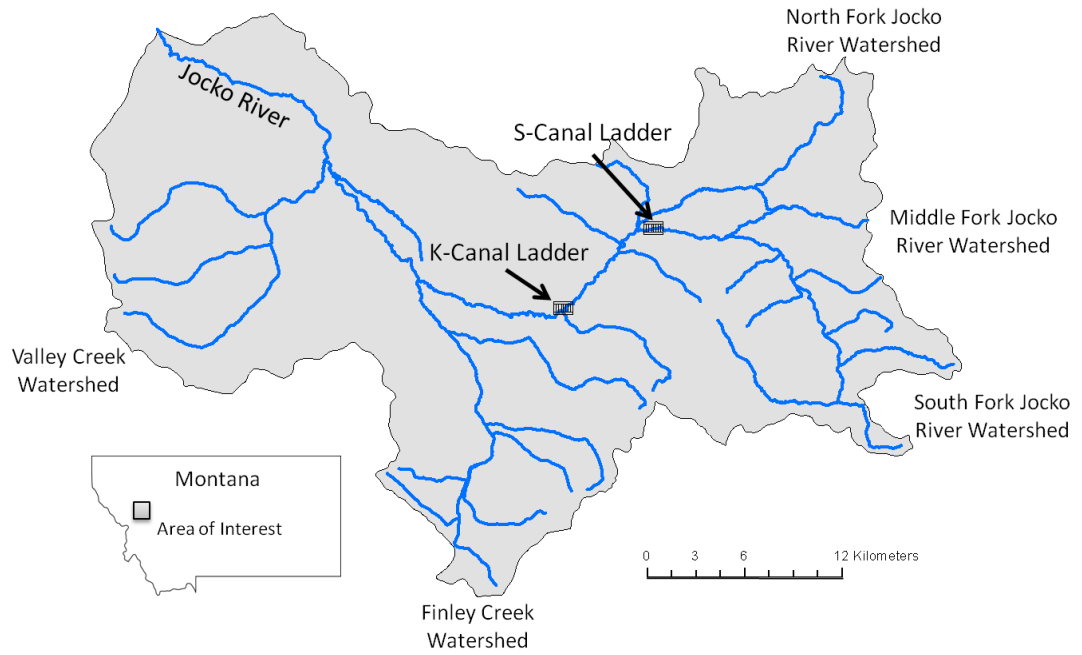 North Fork Jocko
River Watershed
Jocko River
S-Canal Ladder
Middle Fork Jocko
River Watershed
K-Canal Ladder
Valley Creek
Watershed
South Fork Jocko
River Watershed
Montana
Area of Interest
0 3 6 12 Kilometers
Finley Creek
Watershed